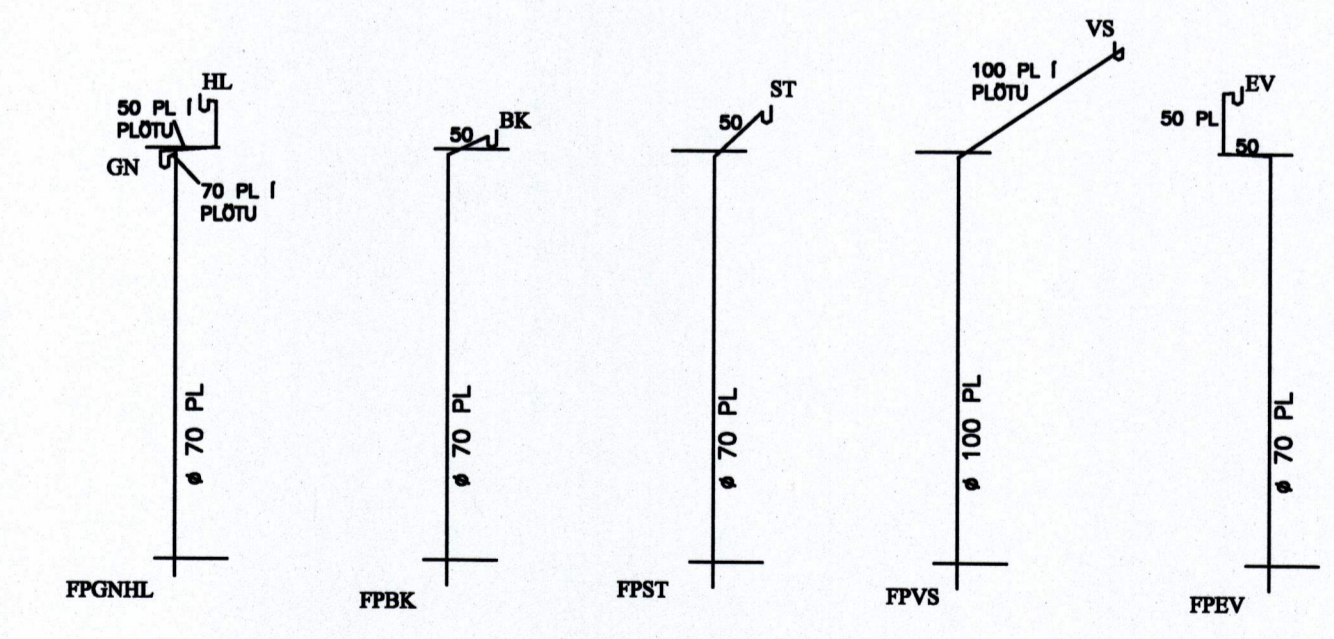 HL
50 PL Í
PLÖTU
GN
70 PL Í
PLÖTU
ø 70 PL
FPGNHL
50
BK
ø 70 PL
FPBK
50
ST
ø 70 PL
FPST
VS
100 PL Í
PLÖTU
ø 100 PL
FPVS
EV
50 PL
50
ø 70 PL
FPEV